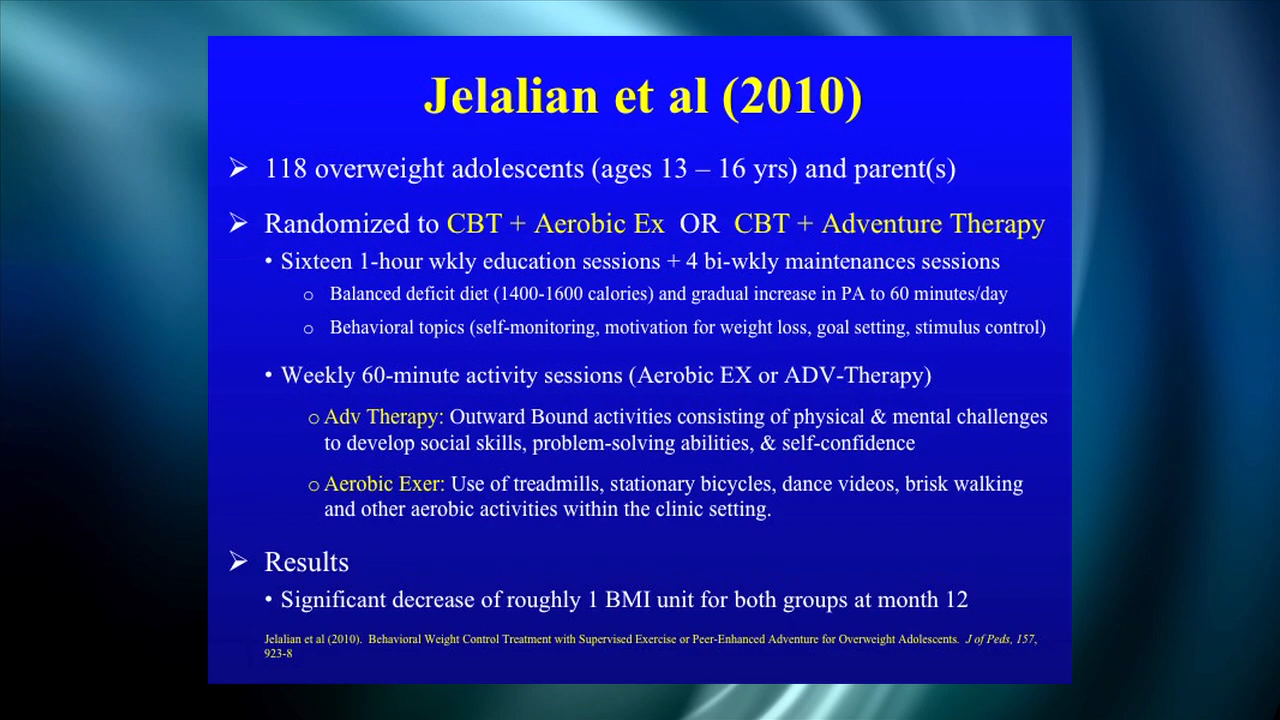 Jelalian et al (2010)
➢ 118 overweight adolescents (ages 13 – 16 yrs) and parent(s)
➢ Randomized to CBT + Aerobic Ex OR CBT + Adventure Therapy
• Sixteen 1-hour wkly education sessions + 4 bi-wkly maintenances sessions
o Balanced deficit diet (1400-1600 calories) and gradual increase in PA to 60 minutes/day
o Behavioral topics (self-monitoring, motivation for weight loss, goal setting, stimulus control)
• Weekly 60-minute activity sessions (Aerobic EX or ADV-Therapy)
o Adv Therapy: Outward Bound activities consisting of physical & mental challenges
to develop social skills, problem-solving abilities, & self-confidence
o Aerobic Exer: Use of treadmills, stationary bicycles, dance videos, brisk walking
and other aerobic activities within the clinic setting.
➢ Results
• Significant decrease of roughly 1 BMI unit for both groups at month 12
Jelalian et al (2010). Behavioral Weight Control Treatment with Supervised Exercise or Peer-Enhanced Adventure for Overweight Adolescents. J of Peds, 157,
923-8